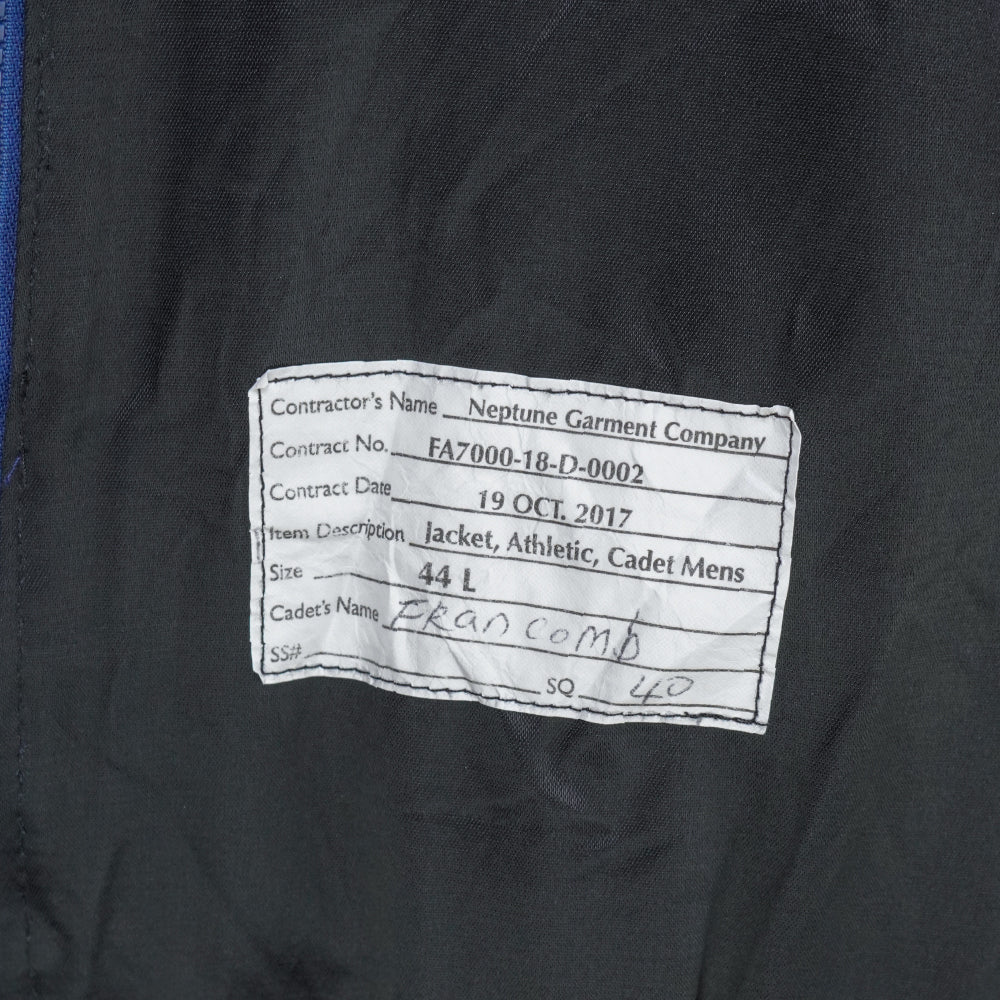 Contractor's Name Neptune Garment Company
Contract No. FA7000-18-D-0002
Contract Date 19 OCT. 2017
Item Description Jacket, Athletic, Cadet Mens
Size 44 L
Cadet's Name FRancomb
SS#
SQ 40